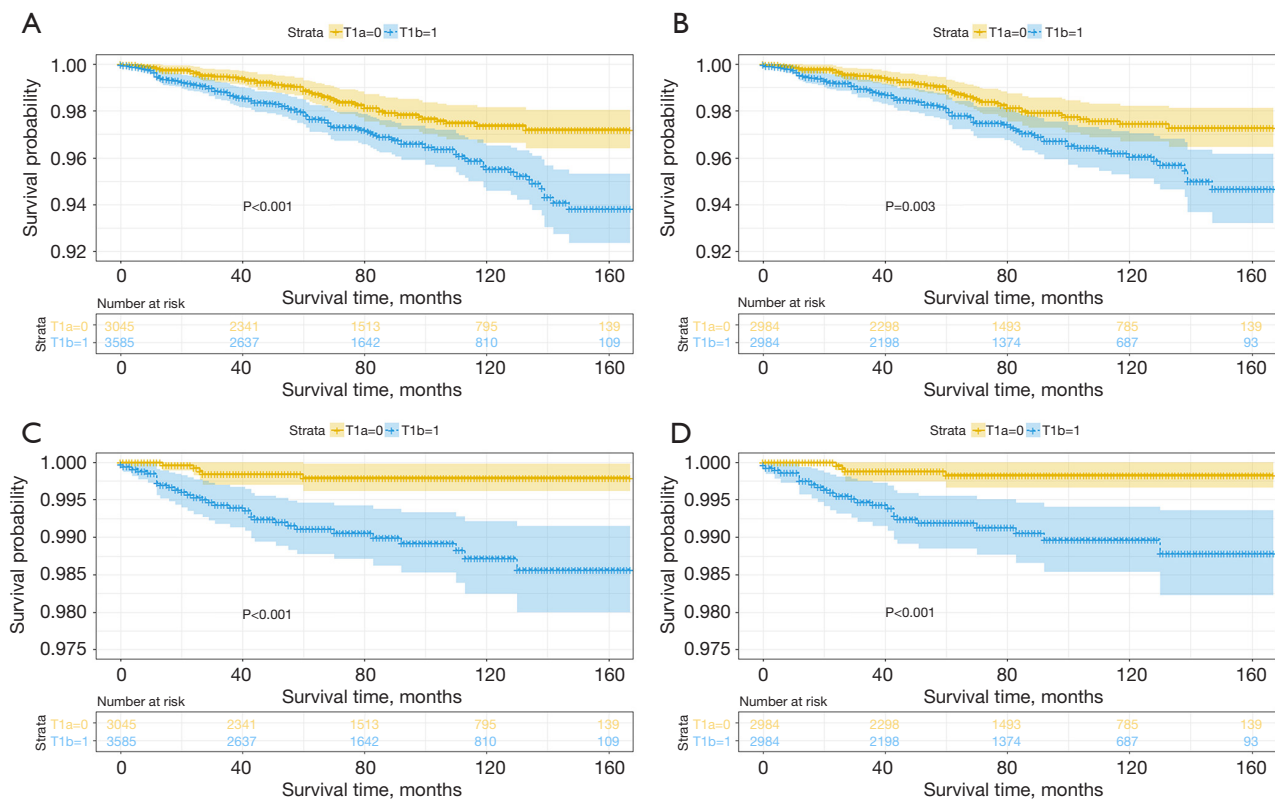 A
Strata T1a=0 T1b=1
Survival probability
1.00
0.98
0.96
0.94
0.92
P<0.001
0 40 80 120 160
Survival time, months
Number at risk
Strata
T1a=0 3045 2341 1513 795 139
T1b=1 3585 2637 1642 810 109
0 40 80 120 160
Survival time, months
B
Strata T1a=0 T1b=1
Survival probability
1.00
0.98
0.96
0.94
0.92
P=0.003
0 40 80 120 160
Survival time, months
Number at risk
Strata
T1a=0 2984 2298 1493 785 139
T1b=1 2984 2198 1374 687 93
0 40 80 120 160
Survival time, months
C
Strata T1a=0 T1b=1
Survival probability
1.000
0.995
0.990
0.985
0.980
0.975
P<0.001
0 40 80 120 160
Survival time, months
Number at risk
Strata
T1a=0 3045 2341 1513 795 139
T1b=1 3585 2637 1642 810 109
0 40 80 120 160
Survival time, months
D
Strata T1a=0 T1b=1
Survival probability
1.000
0.995
0.990
0.985
0.980
0.975
P<0.001
0 40 80 120 160
Survival time, months
Number at risk
Strata
T1a=0 2984 2298 1493 785 139
T1b=1 2984 2198 1374 687 93
0 40 80 120 160
Survival time, months